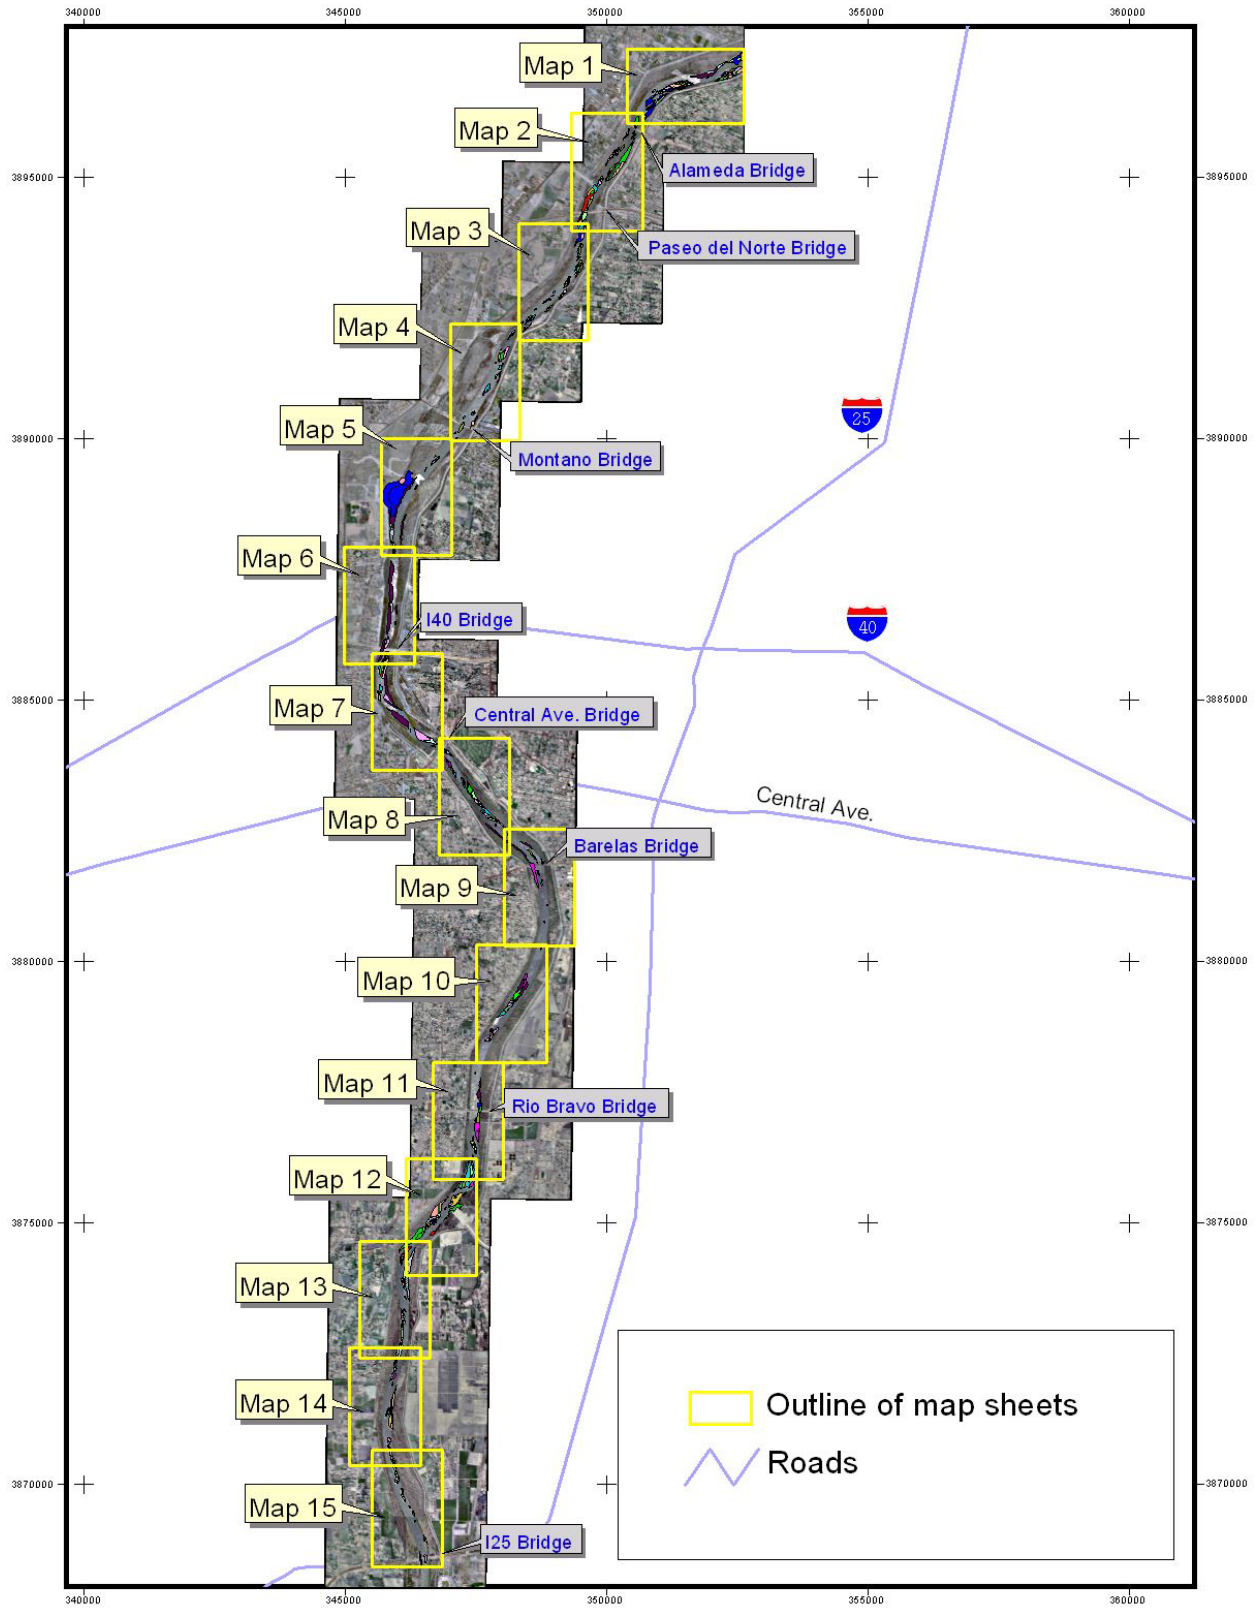 340000 345000 350000 355000 360000
Map 1
Map 2
Alameda Bridge
3895000 3895000
Map 3
Paseo del Norte Bridge
Map 4
25
Map 5
3890000 3890000
Montano Bridge
Map 6
I40 Bridge
40
3885000 3885000
Map 7
Central Ave. Bridge
Central Ave.
Map 8
Barelas Bridge
Map 9
3880000 3880000
Map 10
Map 11
Rio Bravo Bridge
Map 12
3875000 3875000
Map 13
Map 14
Outline of map sheets
Roads
3870000 3870000
Map 15
I25 Bridge
340000 345000 350000 355000 360000